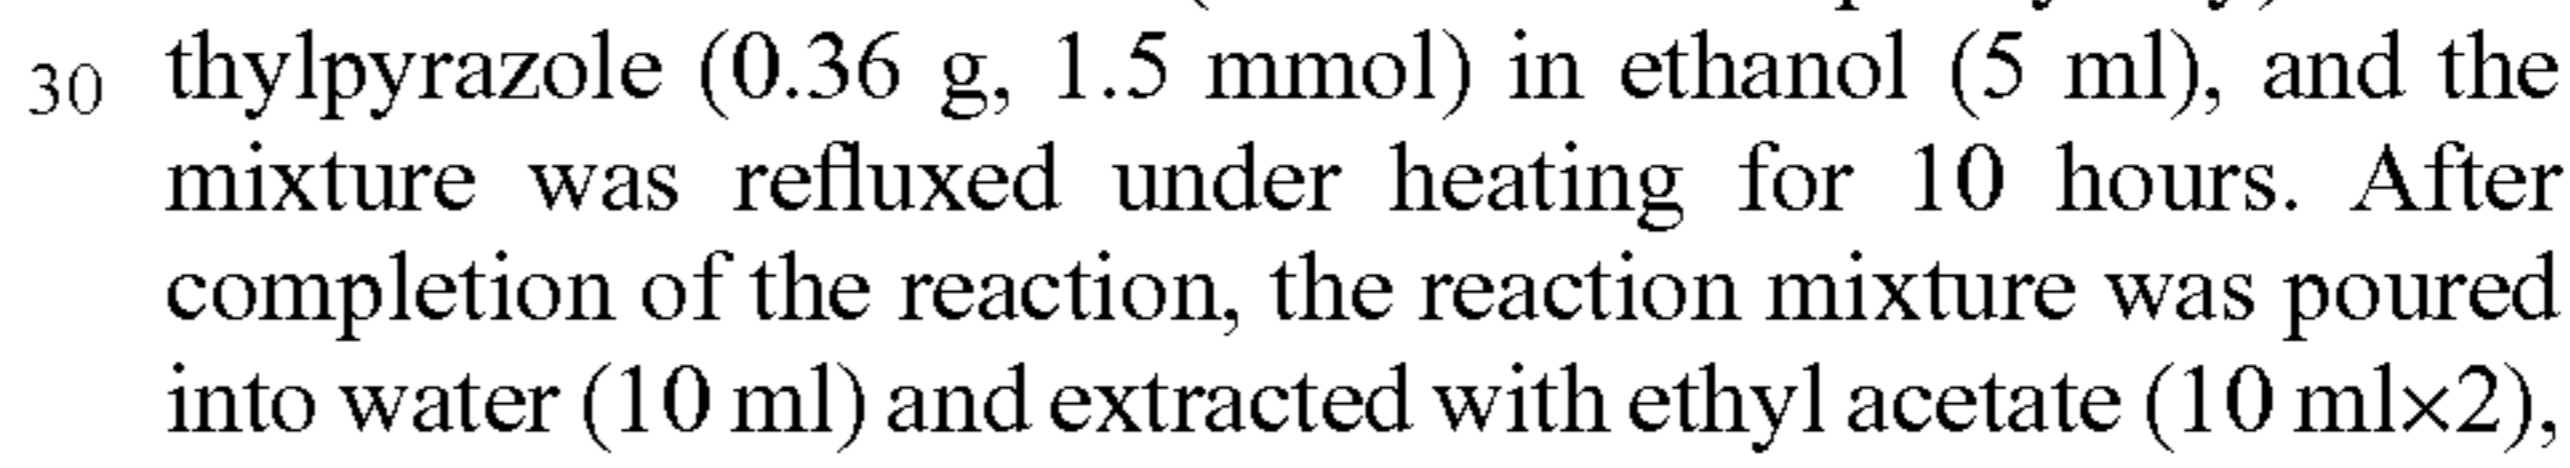 30 thylpyrazole (0.36 g, 1.5 mmol) in ethanol (5 ml), and the
mixture was refluxed under heating for 10 hours. After
completion of the reaction, the reaction mixture was poured
into water (10 ml) and extracted with ethyl acetate (10 ml×2),